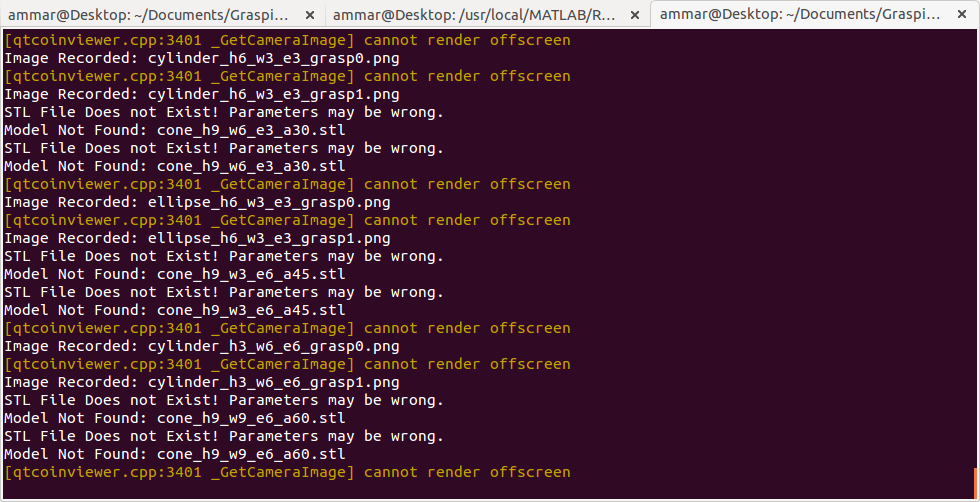 ammar@Desktop: ~/Documents/Graspi... × ammar@Desktop: /usr/local/MATLAB/R... × ammar@Desktop: ~/Documents/Graspi... ×
[qtcoinviewer.cpp:3401 _GetCameraImage] cannot render offscreen
Image Recorded: cylinder_h6_w3_e3_grasp0.png
[qtcoinviewer.cpp:3401 _GetCameraImage] cannot render offscreen
Image Recorded: cylinder_h6_w3_e3_grasp1.png
STL File Does not Exist! Parameters may be wrong.
Model Not Found: cone_h9_w6_e3_a30.stl
STL File Does not Exist! Parameters may be wrong.
Model Not Found: cone_h9_w6_e3_a30.stl
[qtcoinviewer.cpp:3401 _GetCameraImage] cannot render offscreen
Image Recorded: ellipse_h6_w3_e3_grasp0.png
[qtcoinviewer.cpp:3401 _GetCameraImage] cannot render offscreen
Image Recorded: ellipse_h6_w3_e3_grasp1.png
STL File Does not Exist! Parameters may be wrong.
Model Not Found: cone_h9_w3_e6_a45.stl
STL File Does not Exist! Parameters may be wrong.
Model Not Found: cone_h9_w3_e6_a45.stl
[qtcoinviewer.cpp:3401 _GetCameraImage] cannot render offscreen
Image Recorded: cylinder_h3_w6_e6_grasp0.png
[qtcoinviewer.cpp:3401 _GetCameraImage] cannot render offscreen
Image Recorded: cylinder_h3_w6_e6_grasp1.png
STL File Does not Exist! Parameters may be wrong.
Model Not Found: cone_h9_w9_e6_a60.stl
STL File Does not Exist! Parameters may be wrong.
Model Not Found: cone_h9_w9_e6_a60.stl
[qtcoinviewer.cpp:3401 _GetCameraImage] cannot render offscreen